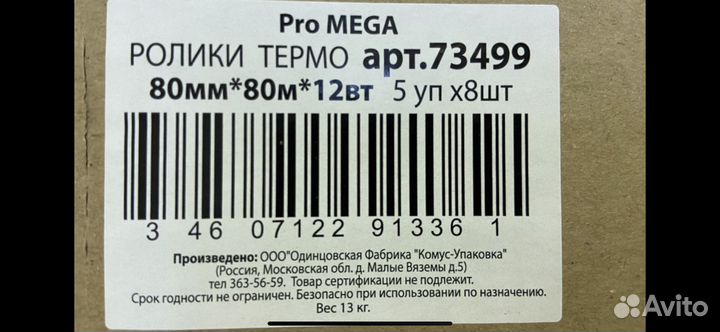 Pro MEGA
РОЛИКИ ТЕРМО арт.73499
80мм*80м*12вт 5 уп х8шт
3 46 07122 91336 1
Произведено: ООО"Одинцовская Фабрика "Комус-Упаковка"
(Россия, Московская обл. д. Малые Вяземы д.5)
тел 363-56-59. Товар сертификации не подлежит.
Срок годности не ограничен. Безопасно при использовании по назначению.
Вес 13 кг.
Avito